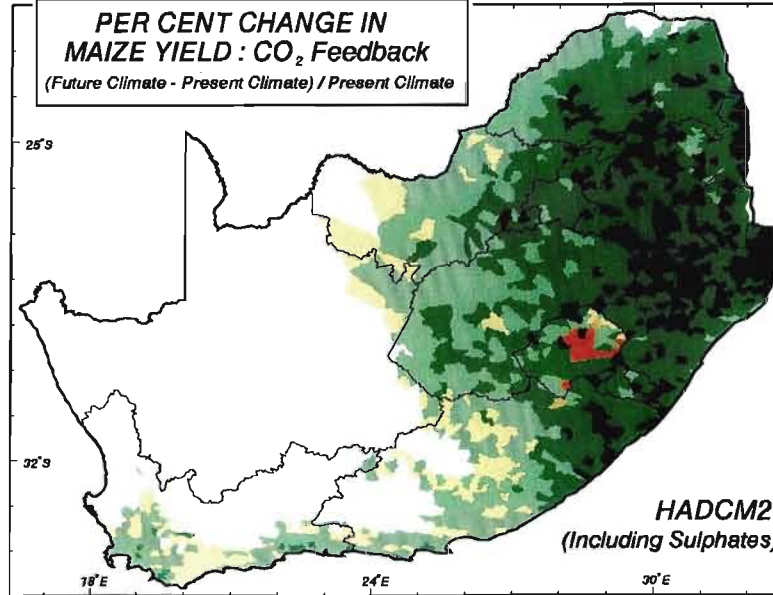 PER CENT CHANGE IN
MAIZE YIELD : CO₂ Feedback
(Future Climate - Present Climate) / Present Climate
25°S
32°S
HADCM2
(Including Sulphates)
18°E
24°E
30°E